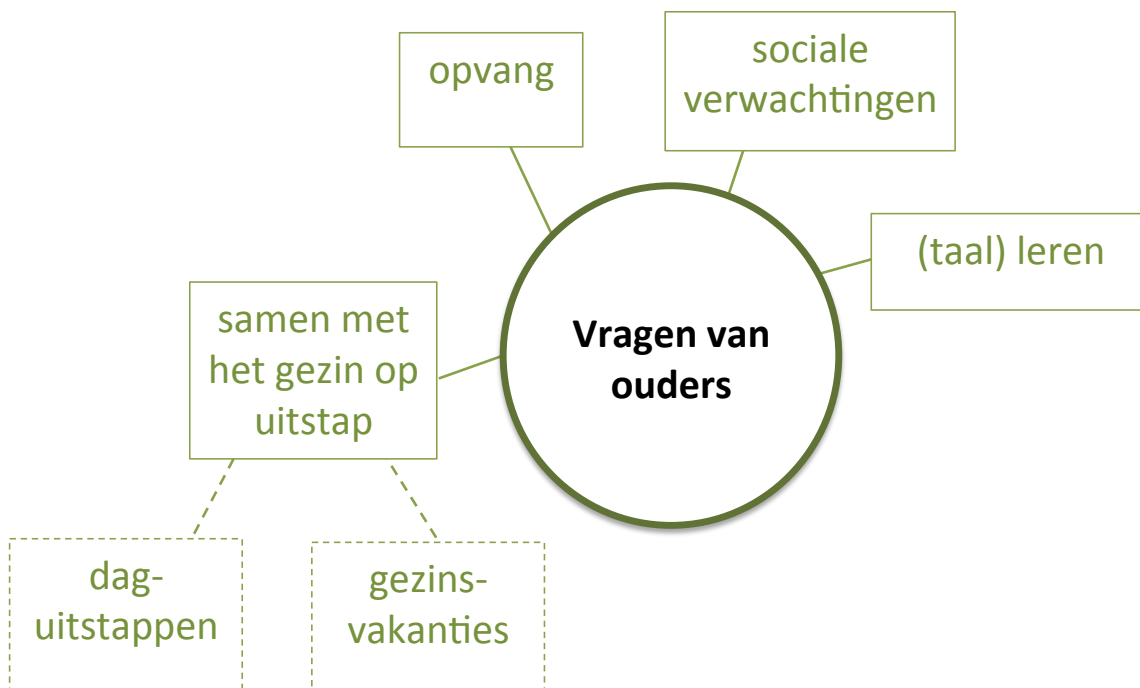 opvang
sociale
verwachtingen
(taal) leren
Vragen van
ouders
samen met
het gezin op
uitstap
dag-
uitstappen
gezins-
vakanties